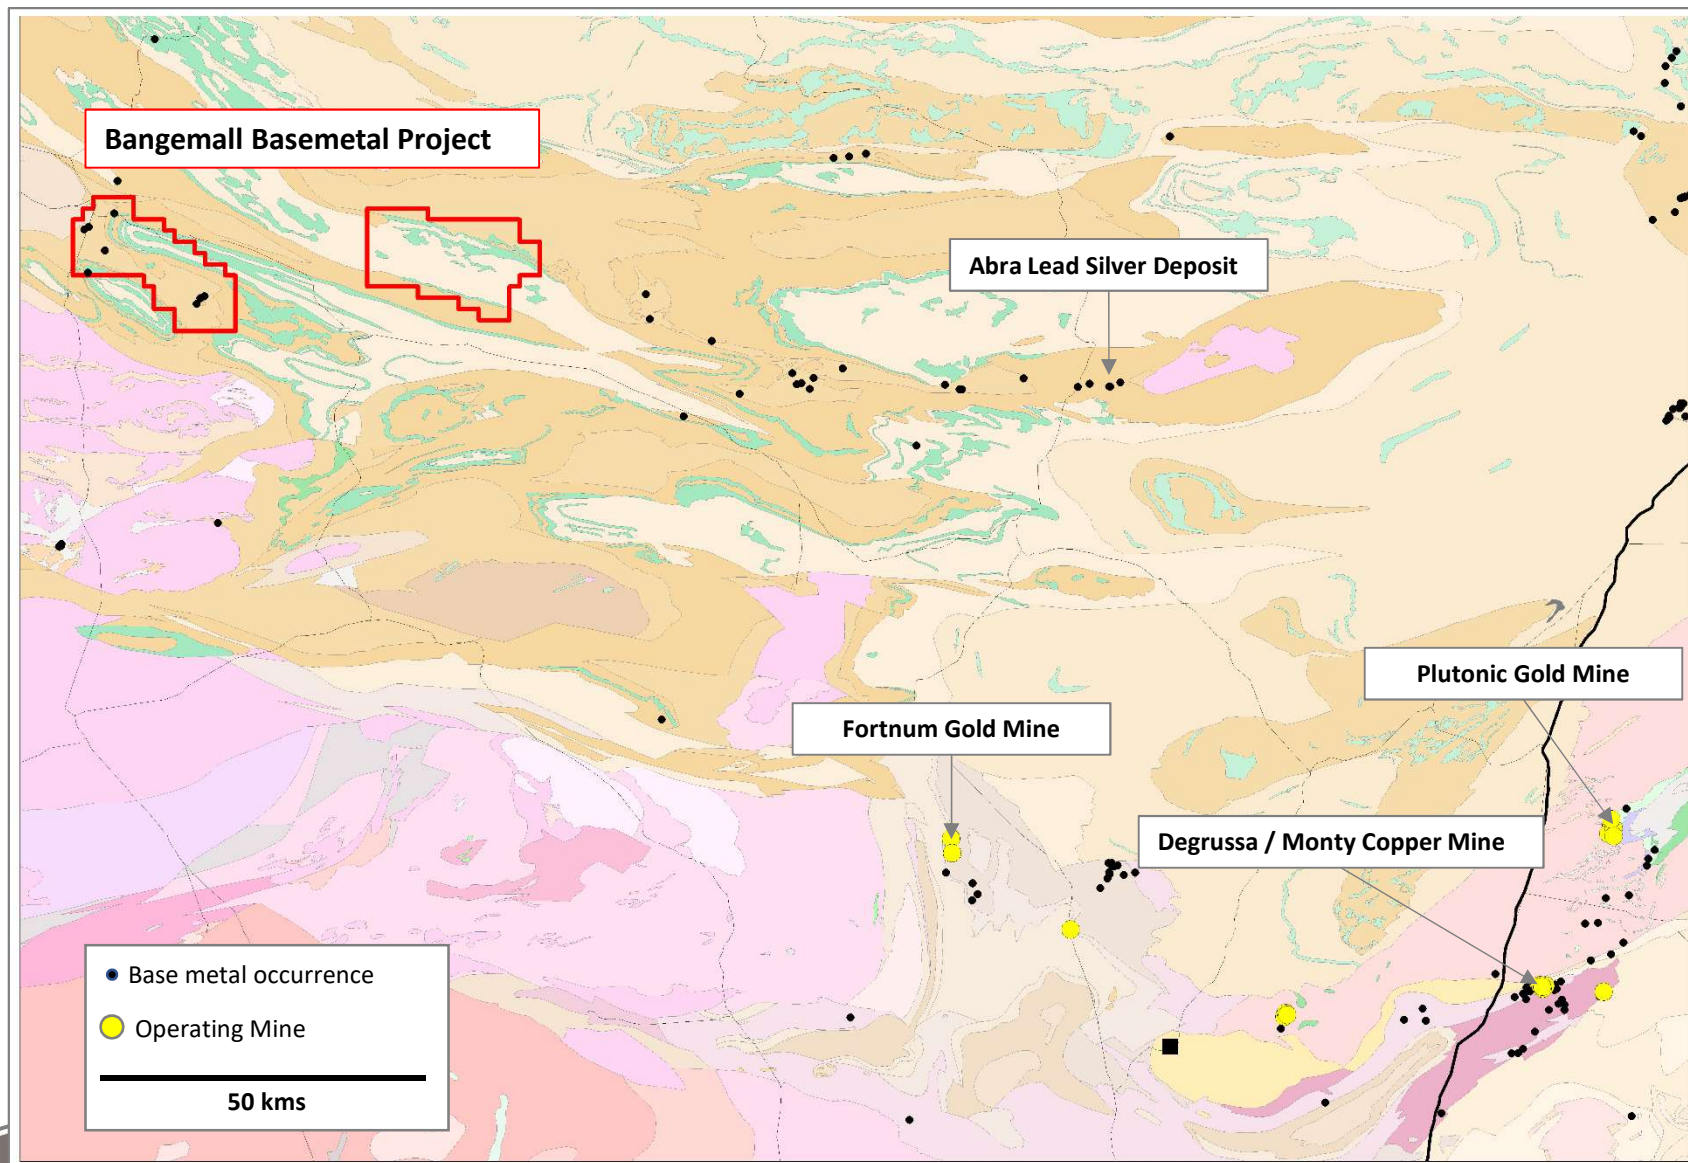 Bangemall Basemetal Project
Abra Lead Silver Deposit
Plutonic Gold Mine
Fortnum Gold Mine
Degrussa / Monty Copper Mine
Base metal occurrence
Operating Mine
50 kms